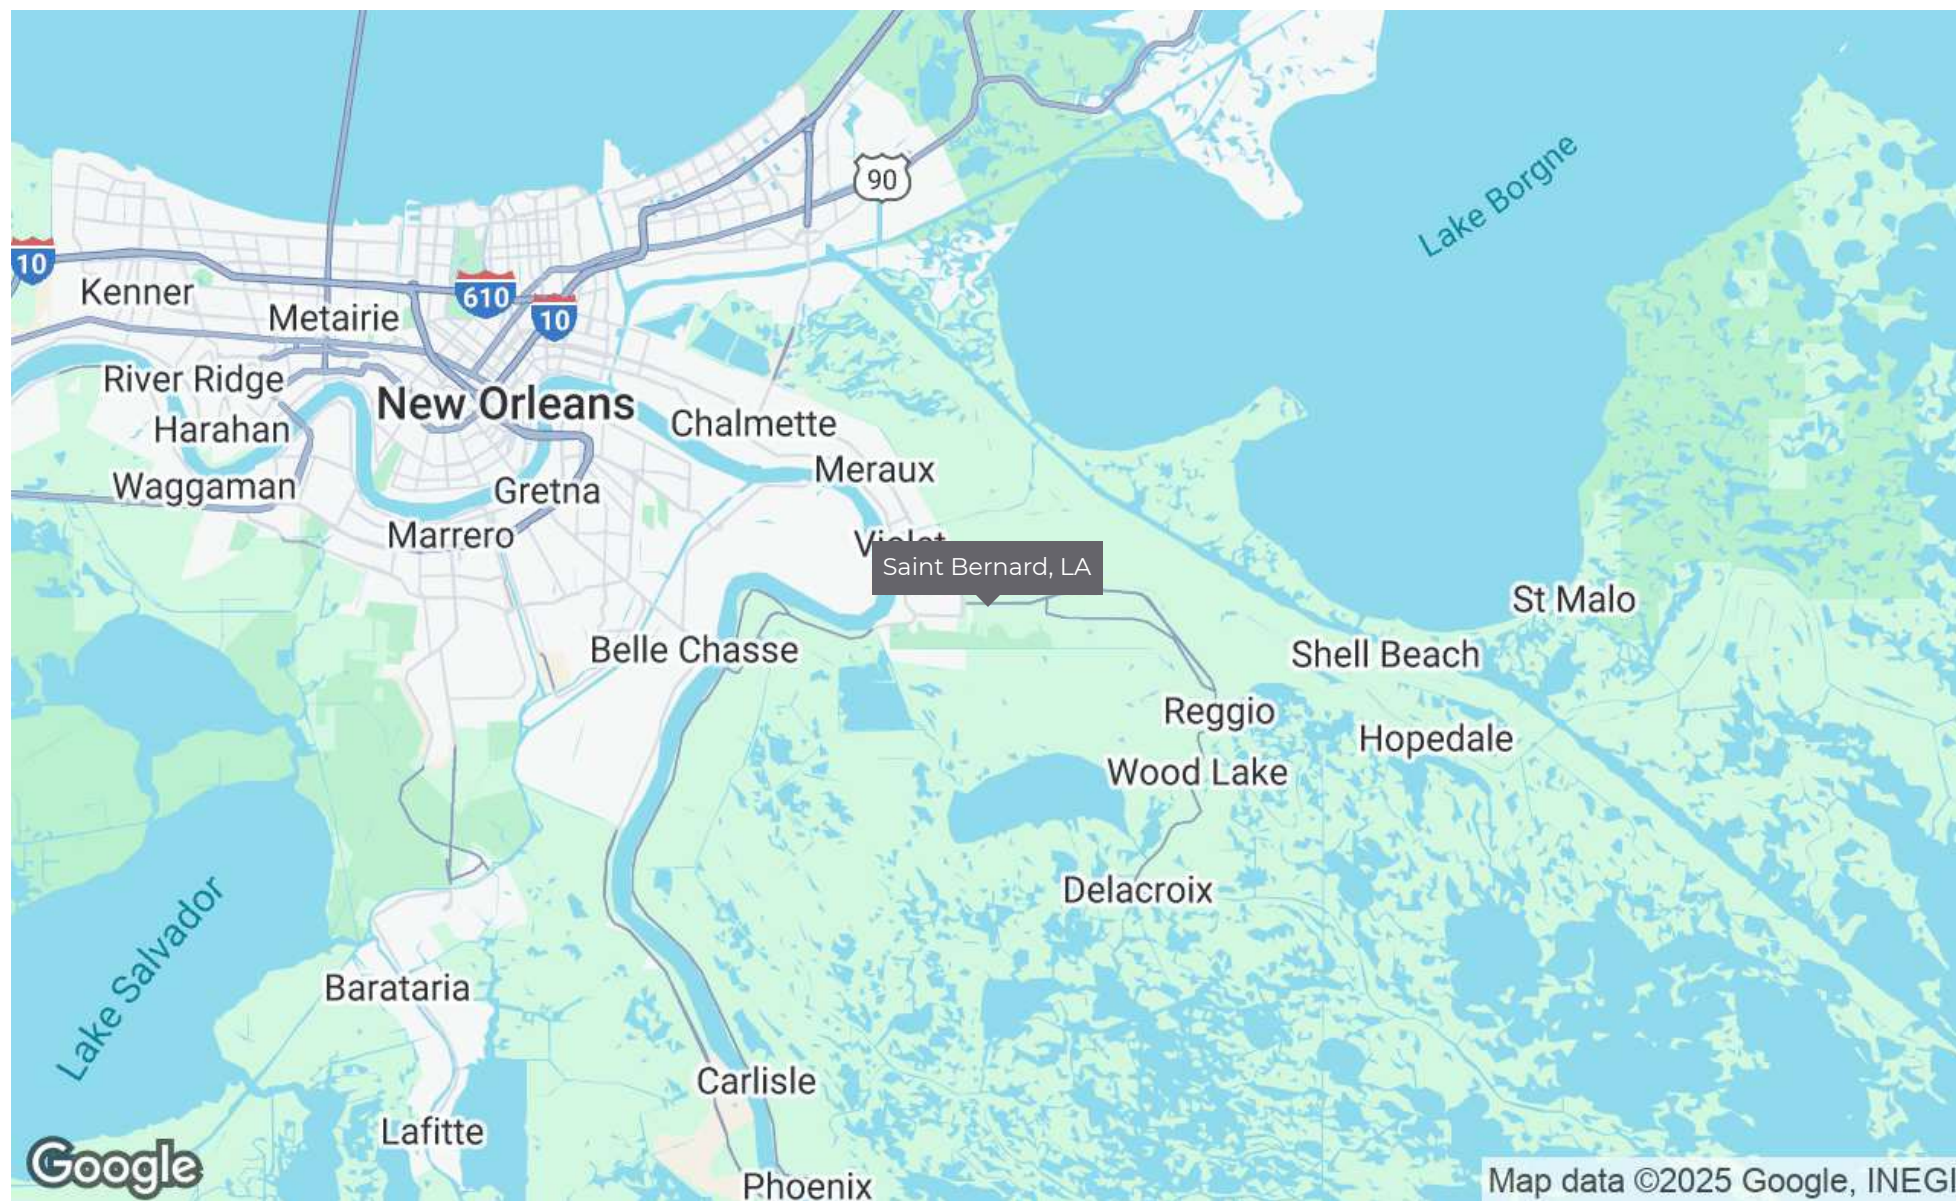 Lake Borgne
90
10
Kenner
610
10
Metairie
River Ridge
New Orleans
Harahan
Chalmette
Meraux
Waggaman
Gretna
Marrero
Violet
Saint Bernard, LA
St Malo
Belle Chasse
Shell Beach
Reggio
Hopedale
Wood Lake
Delacroix
Lake Salvador
Barataria
Carlisle
Lafitte
Google
Phoenix
Map data ©2025 Google, INEGI